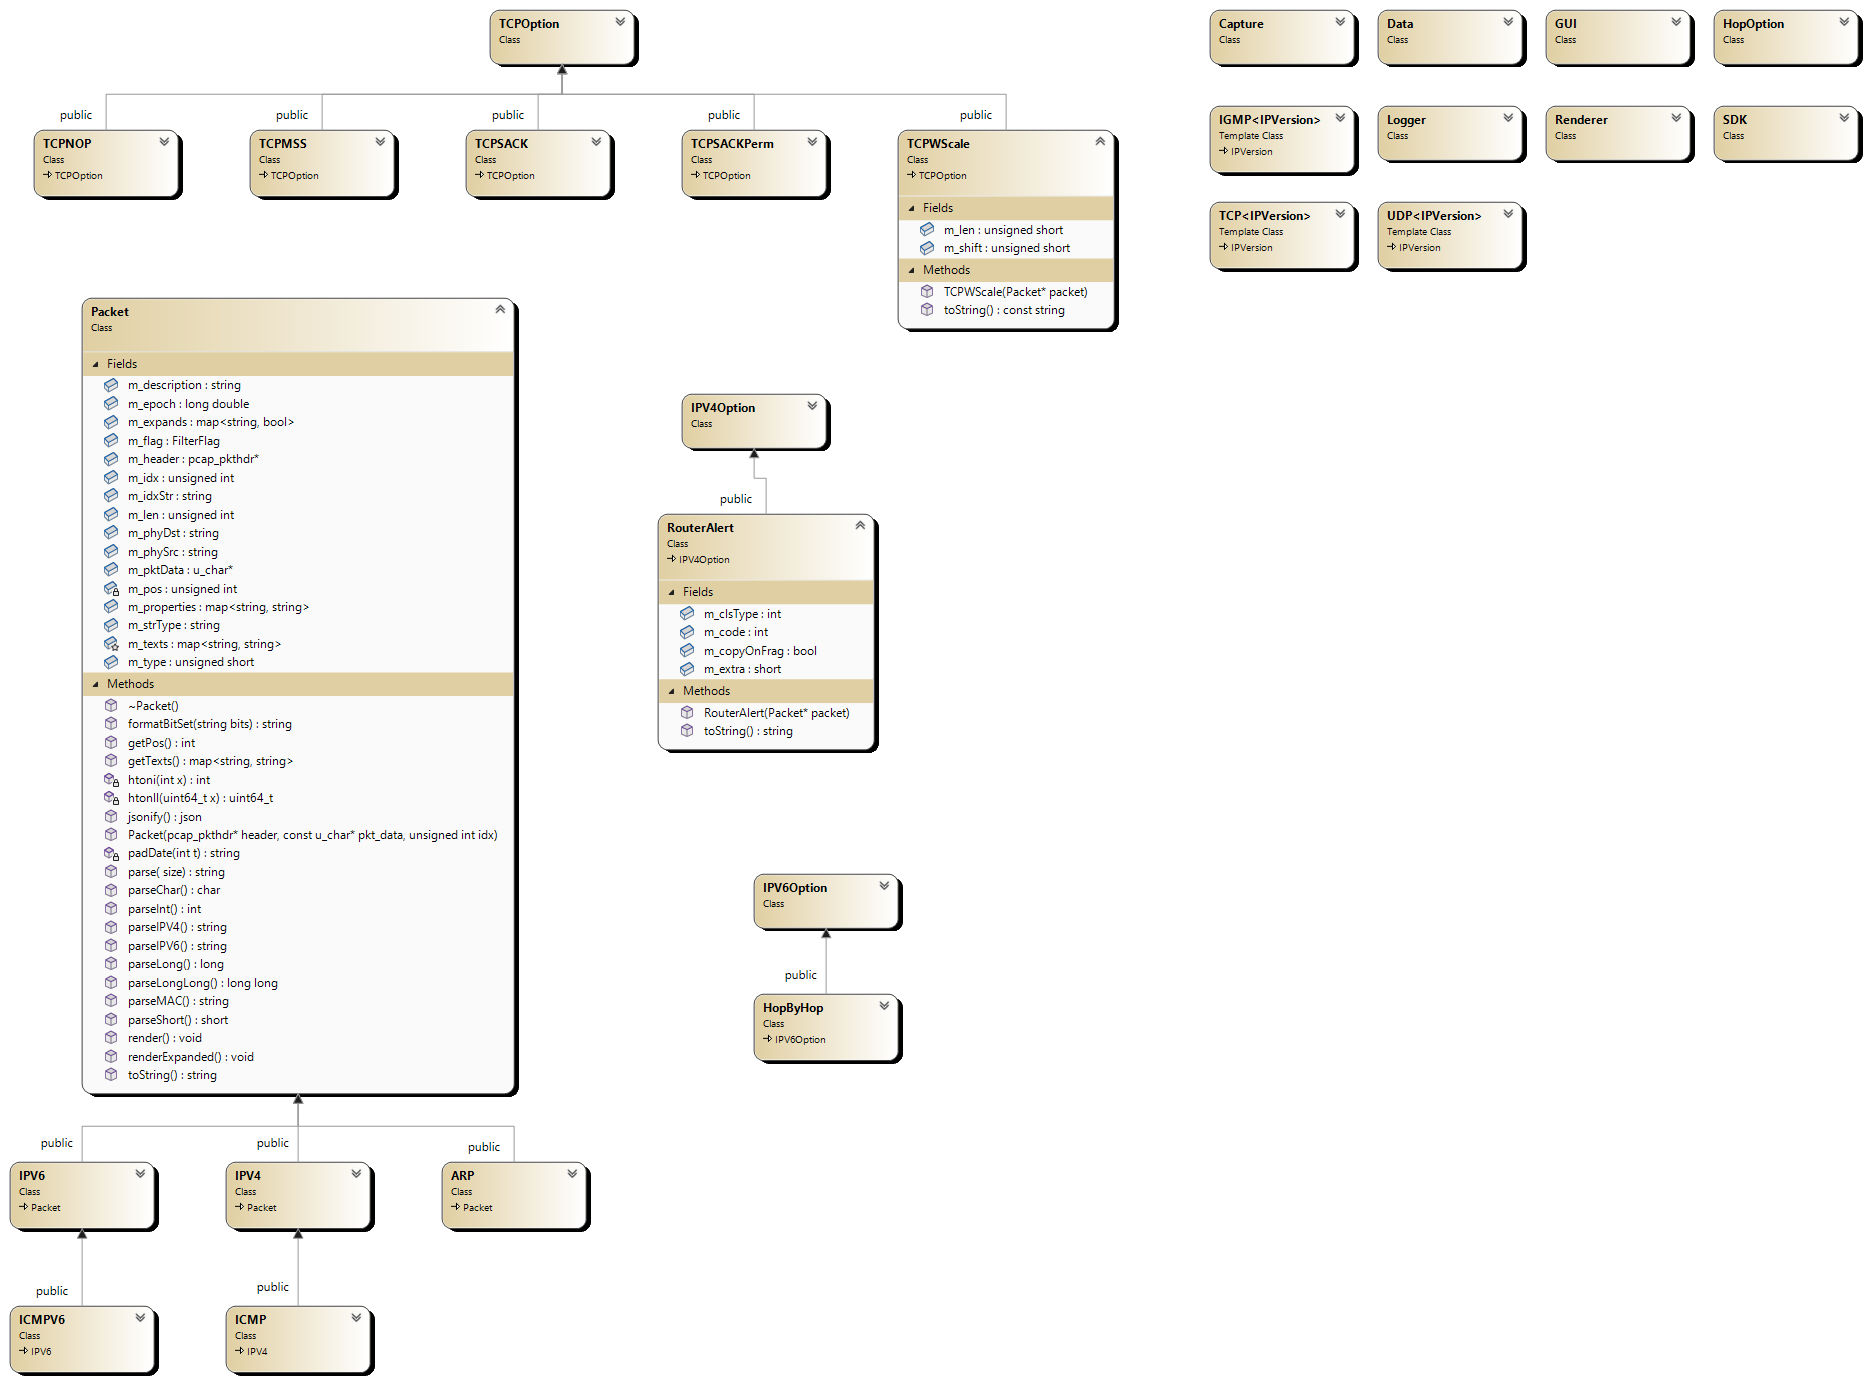 TCPOption
Class
public
public
public
public
public
TCPNOP
Class
TCPOption
TCPMSS
Class
TCPOption
TCPSACK
Class
TCPOption
TCPSACKPerm
Class
TCPOption
TCPWScale
Class
TCPOption
Fields
m_len : unsigned short
m_shift : unsigned short
Methods
TCPWScale(Packet* packet)
toString() : const string
Capture
Class
Data
Class
GUI
Class
HopOption
Class
IGMP<IPVersion>
Template Class
IPVersion
Logger
Class
Renderer
Class
SDK
Class
TCP<IPVersion>
Template Class
IPVersion
UDP<IPVersion>
Template Class
IPVersion
Packet
Class
Fields
m_description : string
m_epoch : long double
m_expands : map<string, bool>
m_flag : FilterFlag
m_header : pcap_pkthdr*
m_idx : unsigned int
m_idxStr : string
m_len : unsigned int
m_phyDst : string
m_phySrc : string
m_pktData : u_char*
m_pos : unsigned int
m_properties : map<string, string>
m_strType : string
m_texts : map<string, string>
m_type : unsigned short
Methods
~Packet()
formatBitSet(string bits) : string
getPos() : int
getTexts() : map<string, string>
htoni(int x) : int
htonll(uint64_t x) : uint64_t
jsonify() : json
Packet(pcap_pkthdr* header, const u_char* pkt_data, unsigned int idx)
padDate(int t) : string
parse( size) : string
parseChar() : char
parseInt() : int
parseIPV4() : string
parseIPV6() : string
parseLong() : long
parseLongLong() : long long
parseMAC() : string
parseShort() : short
render() : void
renderExpanded() : void
toString() : string
IPV4Option
Class
public
RouterAlert
Class
IPV4Option
Fields
m_clsType : int
m_code : int
m_copyOnFrag : bool
m_extra : short
Methods
RouterAlert(Packet* packet)
toString() : string
IPV6Option
Class
public
HopByHop
Class
IPV6Option
public
public
public
IPV6
Class
Packet
IPV4
Class
Packet
ARP
Class
Packet
public
public
ICMPV6
Class
IPV6
ICMP
Class
IPV4